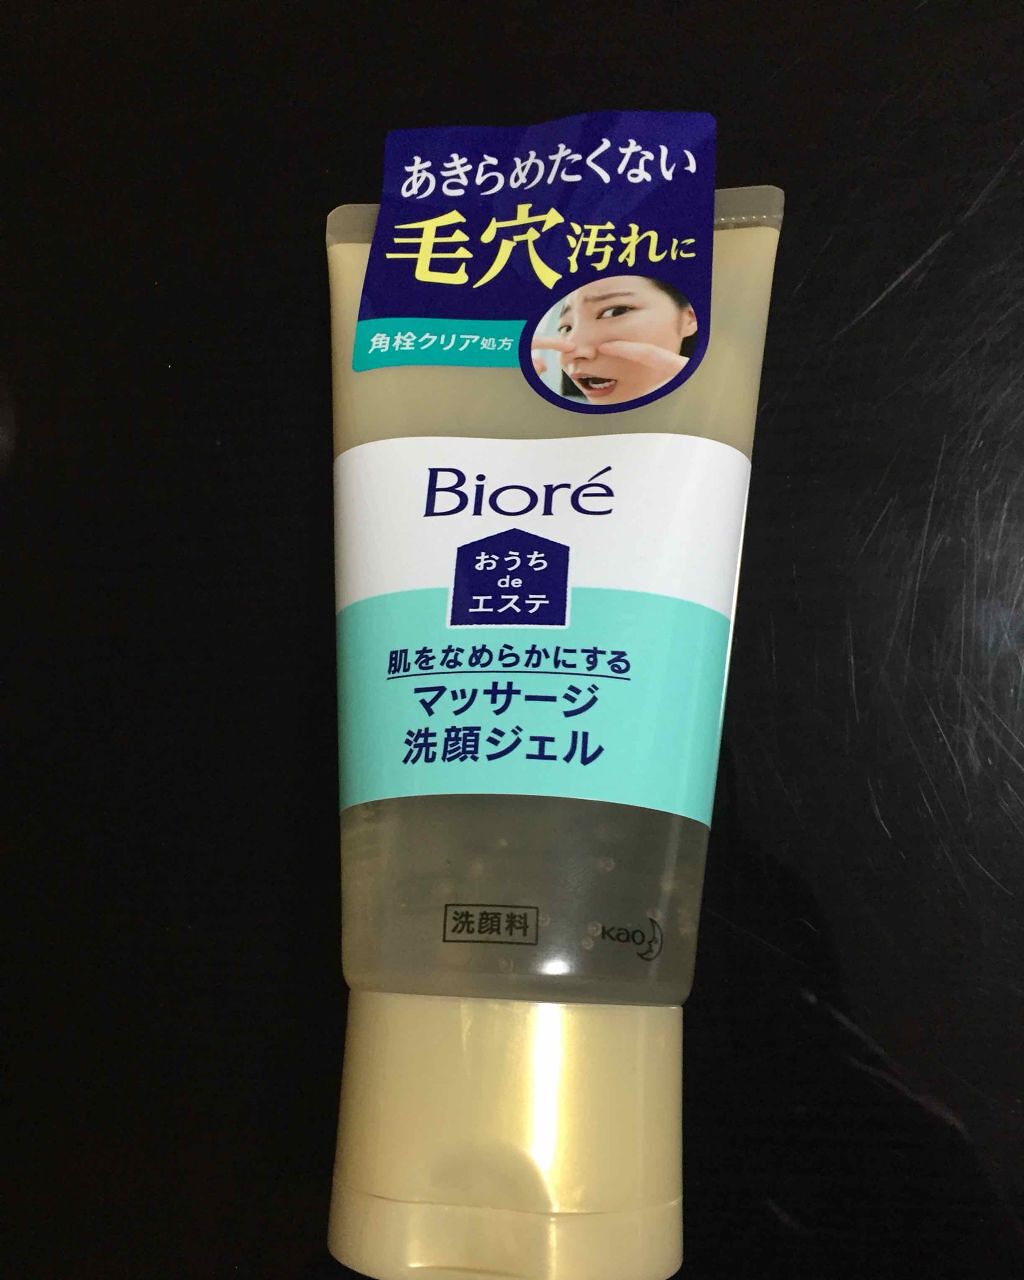 あきらめたくない
毛穴汚れに
角栓クリア処方
Bioré
おうち
de
エステ
肌をなめらかにする
マッサージ
洗顔ジェル
洗顔料
Kao